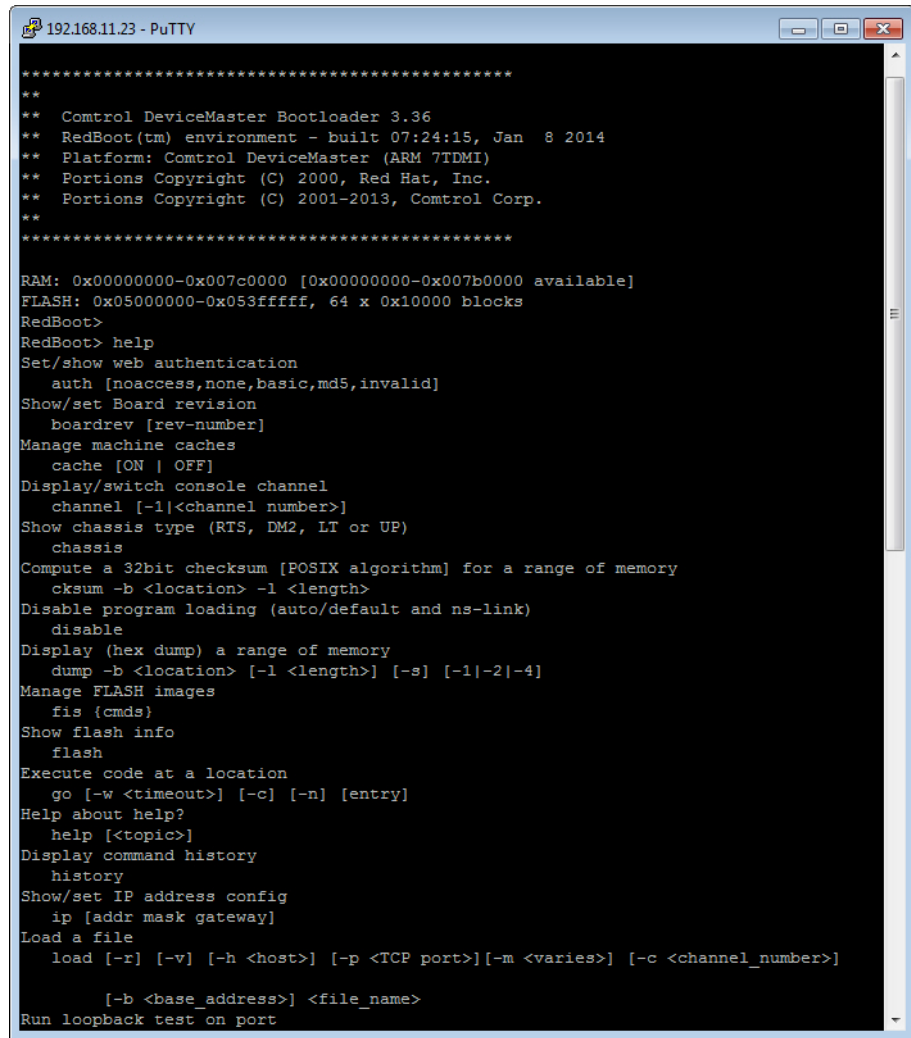 192.168.11.23 - PuTTY
************************************************
**
**  Comtrol DeviceMaster Bootloader 3.36
**  RedBoot(tm) environment - built 07:24:15, Jan  8 2014
**  Platform: Comtrol DeviceMaster (ARM 7TDMI)
**  Portions Copyright (C) 2000, Red Hat, Inc.
**  Portions Copyright (C) 2001-2013, Comtrol Corp.
**
************************************************
RAM: 0x00000000-0x007c0000 [0x00000000-0x007b0000 available]
FLASH: 0x05000000-0x053fffff, 64 x 0x10000 blocks
RedBoot>
RedBoot> help
Set/show web authentication
   auth [noaccess,none,basic,md5,invalid]
Show/set Board revision
   boardrev [rev-number]
Manage machine caches
   cache [ON | OFF]
Display/switch console channel
   channel [-1|<channel number>]
Show chassis type (RTS, DM2, LT or UP)
   chassis
Compute a 32bit checksum [POSIX algorithm] for a range of memory
   cksum -b <location> -l <length>
Disable program loading (auto/default and ns-link)
   disable
Display (hex dump) a range of memory
   dump -b <location> [-l <length>] [-s] [-1|-2|-4]
Manage FLASH images
   fis {cmds}
Show flash info
   flash
Execute code at a location
   go [-w <timeout>] [-c] [-n] [entry]
Help about help?
   help [<topic>]
Display command history
   history
Show/set IP address config
   ip [addr mask gateway]
Load a file
   load [-r] [-v] [-h <host>] [-p <TCP port>][-m <varies>] [-c <channel_number>]
        [-b <base_address>] <file_name>
Run loopback test on port